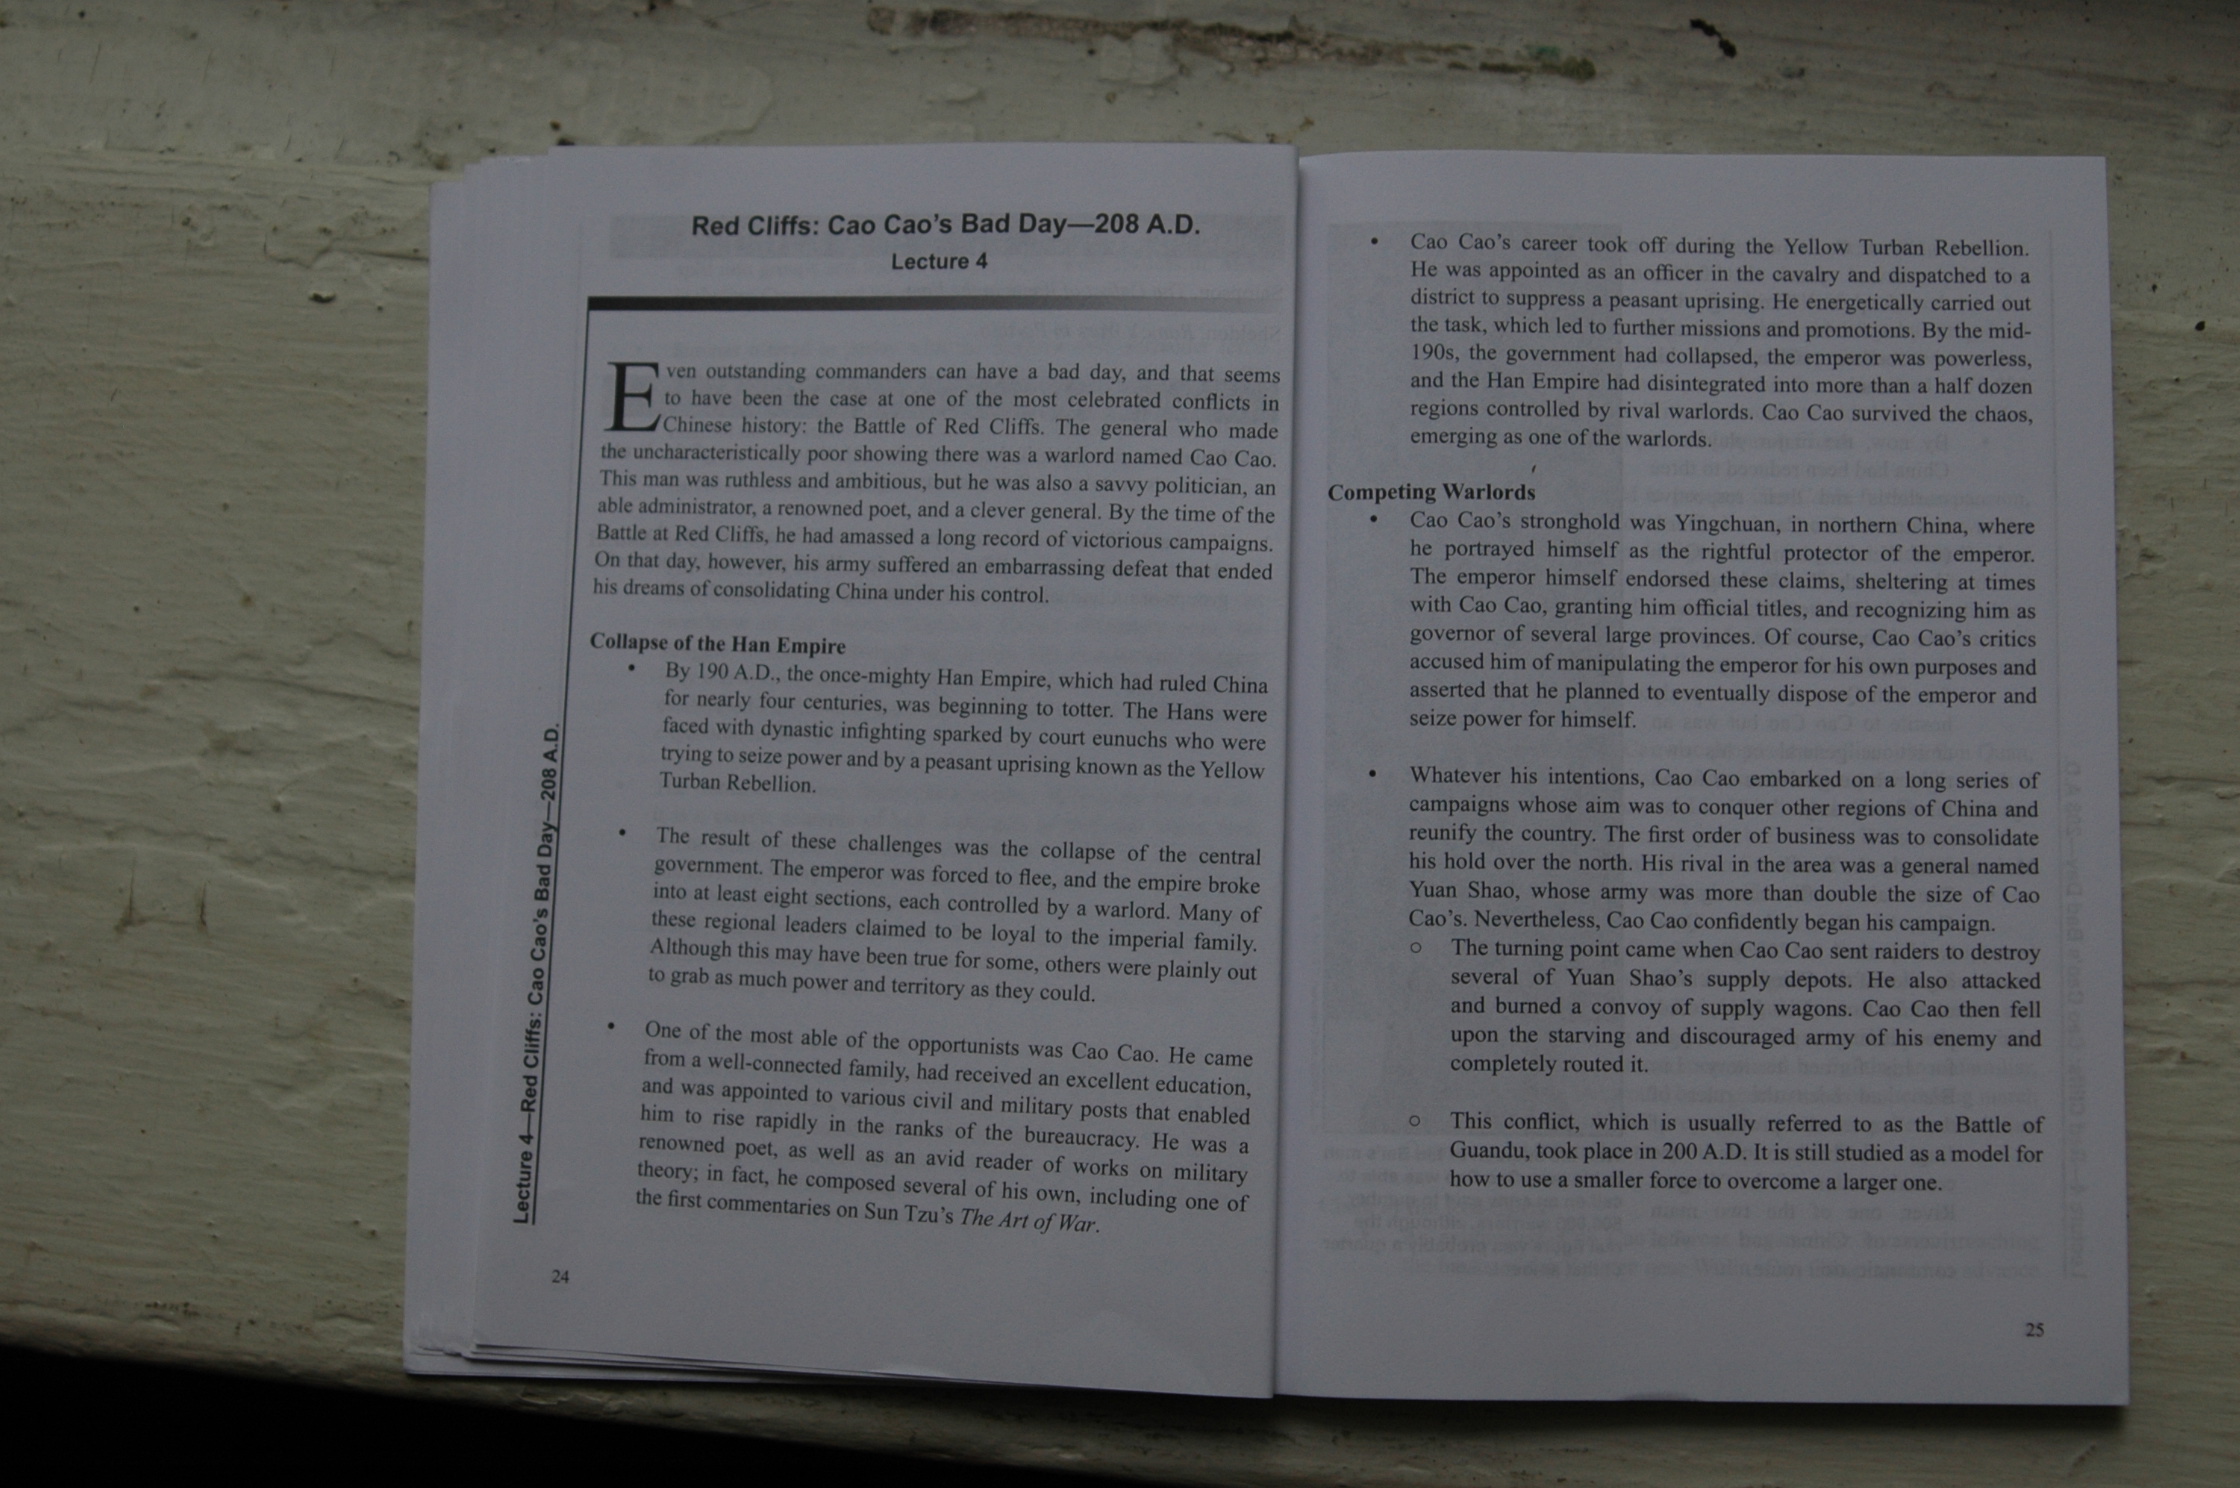 Red Cliffs: Cao Cao's Bad Day—208 A.D.
Lecture 4
Even outstanding commanders can have a bad day, and that seems
to have been the case at one of the most celebrated conflicts in
Chinese history: the Battle of Red Cliffs. The general who made
the uncharacteristically poor showing there was a warlord named Cao Cao.
This man was ruthless and ambitious, but he was also a savvy politician, an
able administrator, a renowned poet, and a clever general. By the time of the
Battle at Red Cliffs, he had amassed a long record of victorious campaigns.
On that day, however, his army suffered an embarrassing defeat that ended
his dreams of consolidating China under his control.
Collapse of the Han Empire
• By 190 A.D., the once-mighty Han Empire, which had ruled China
for nearly four centuries, was beginning to totter. The Hans were
faced with dynastic infighting sparked by court eunuchs who were
trying to seize power and by a peasant uprising known as the Yellow
Turban Rebellion.
• The result of these challenges was the collapse of the central
government. The emperor was forced to flee, and the empire broke
into at least eight sections, each controlled by a warlord. Many of
these regional leaders claimed to be loyal to the imperial family.
Although this may have been true for some, others were plainly out
to grab as much power and territory as they could.
• One of the most able of the opportunists was Cao Cao. He came
from a well-connected family, had received an excellent education,
and was appointed to various civil and military posts that enabled
him to rise rapidly in the ranks of the bureaucracy. He was a
renowned poet, as well as an avid reader of works on military
theory; in fact, he composed several of his own, including one of
the first commentaries on Sun Tzu's The Art of War.
Lecture 4—Red Cliffs: Cao Cao's Bad Day—208 A.D.
24
• Cao Cao's career took off during the Yellow Turban Rebellion.
He was appointed as an officer in the cavalry and dispatched to a
district to suppress a peasant uprising. He energetically carried out
the task, which led to further missions and promotions. By the mid-
190s, the government had collapsed, the emperor was powerless,
and the Han Empire had disintegrated into more than a half dozen
regions controlled by rival warlords. Cao Cao survived the chaos,
emerging as one of the warlords.
Competing Warlords
• Cao Cao's stronghold was Yingchuan, in northern China, where
he portrayed himself as the rightful protector of the emperor.
The emperor himself endorsed these claims, sheltering at times
with Cao Cao, granting him official titles, and recognizing him as
governor of several large provinces. Of course, Cao Cao's critics
accused him of manipulating the emperor for his own purposes and
asserted that he planned to eventually dispose of the emperor and
seize power for himself.
• Whatever his intentions, Cao Cao embarked on a long series of
campaigns whose aim was to conquer other regions of China and
reunify the country. The first order of business was to consolidate
his hold over the north. His rival in the area was a general named
Yuan Shao, whose army was more than double the size of Cao
Cao's. Nevertheless, Cao Cao confidently began his campaign.
○ The turning point came when Cao Cao sent raiders to destroy
several of Yuan Shao's supply depots. He also attacked
and burned a convoy of supply wagons. Cao Cao then fell
upon the starving and discouraged army of his enemy and
completely routed it.
○ This conflict, which is usually referred to as the Battle of
Guandu, took place in 200 A.D. It is still studied as a model for
how to use a smaller force to overcome a larger one.
25